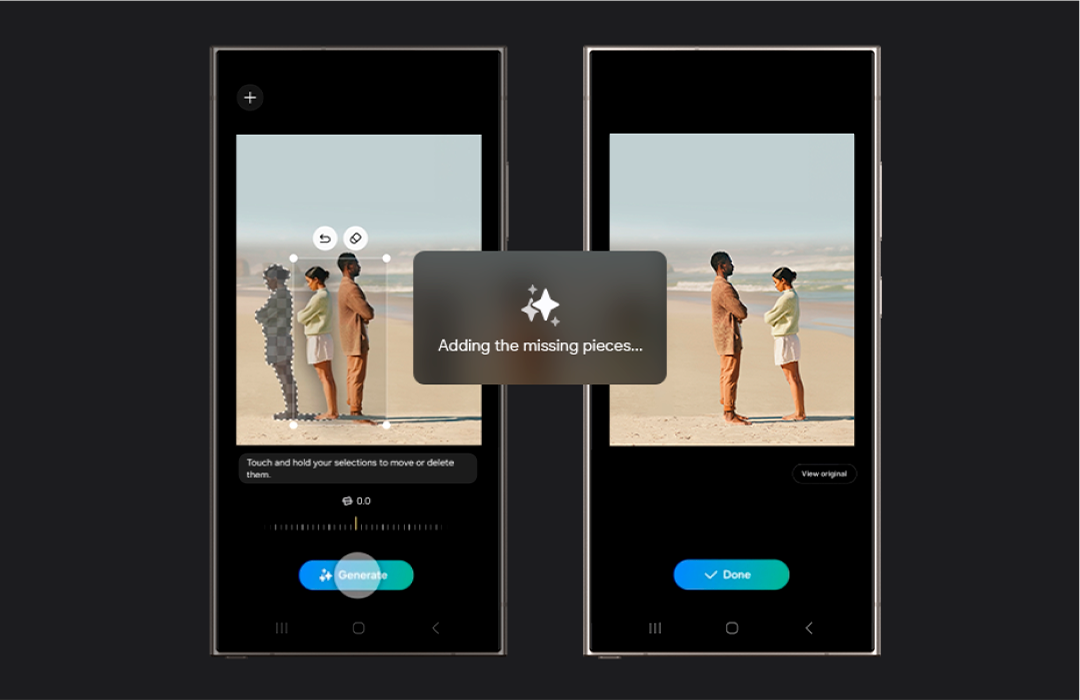 Adding the missing pieces...
Touch and hold your selections to move or delete
them.
0.0
Generate
View original
Done